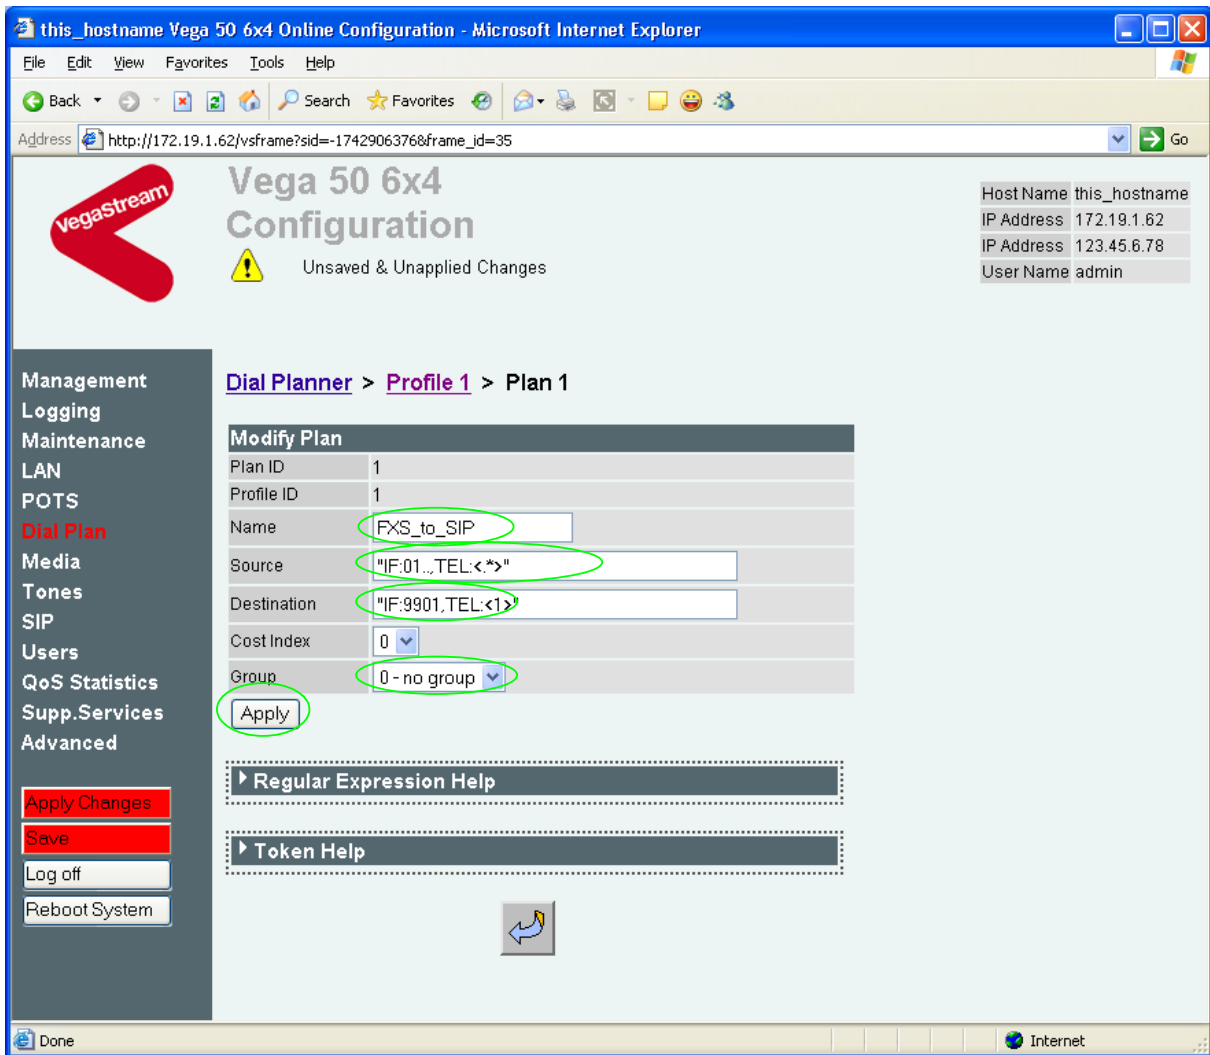 this_hostname Vega 50 6x4 Online Configuration - Microsoft Internet Explorer
File Edit View Favorites Tools Help
Back Search Favorites
Address http://172.19.1.62/vsframe?sid=-1742906376&frame_id=35 Go
vegastream
Vega 50 6x4
Configuration
Unsaved & Unapplied Changes
Host Name this_hostname
IP Address 172.19.1.62
IP Address 123.45.6.78
User Name admin
Management
Logging
Maintenance
LAN
POTS
Dial Plan
Media
Tones
SIP
Users
QoS Statistics
Supp.Services
Advanced
Apply Changes
Save
Log off
Reboot System
Dial Planner > Profile 1 > Plan 1
Modify Plan
Plan ID 1
Profile ID 1
Name FXS_to_SIP
Source "IF:01..,TEL:<.*>"
Destination "IF:9901,TEL:<1>"
Cost Index 0
Group 0 - no group
Apply
Regular Expression Help
Token Help
Done Internet